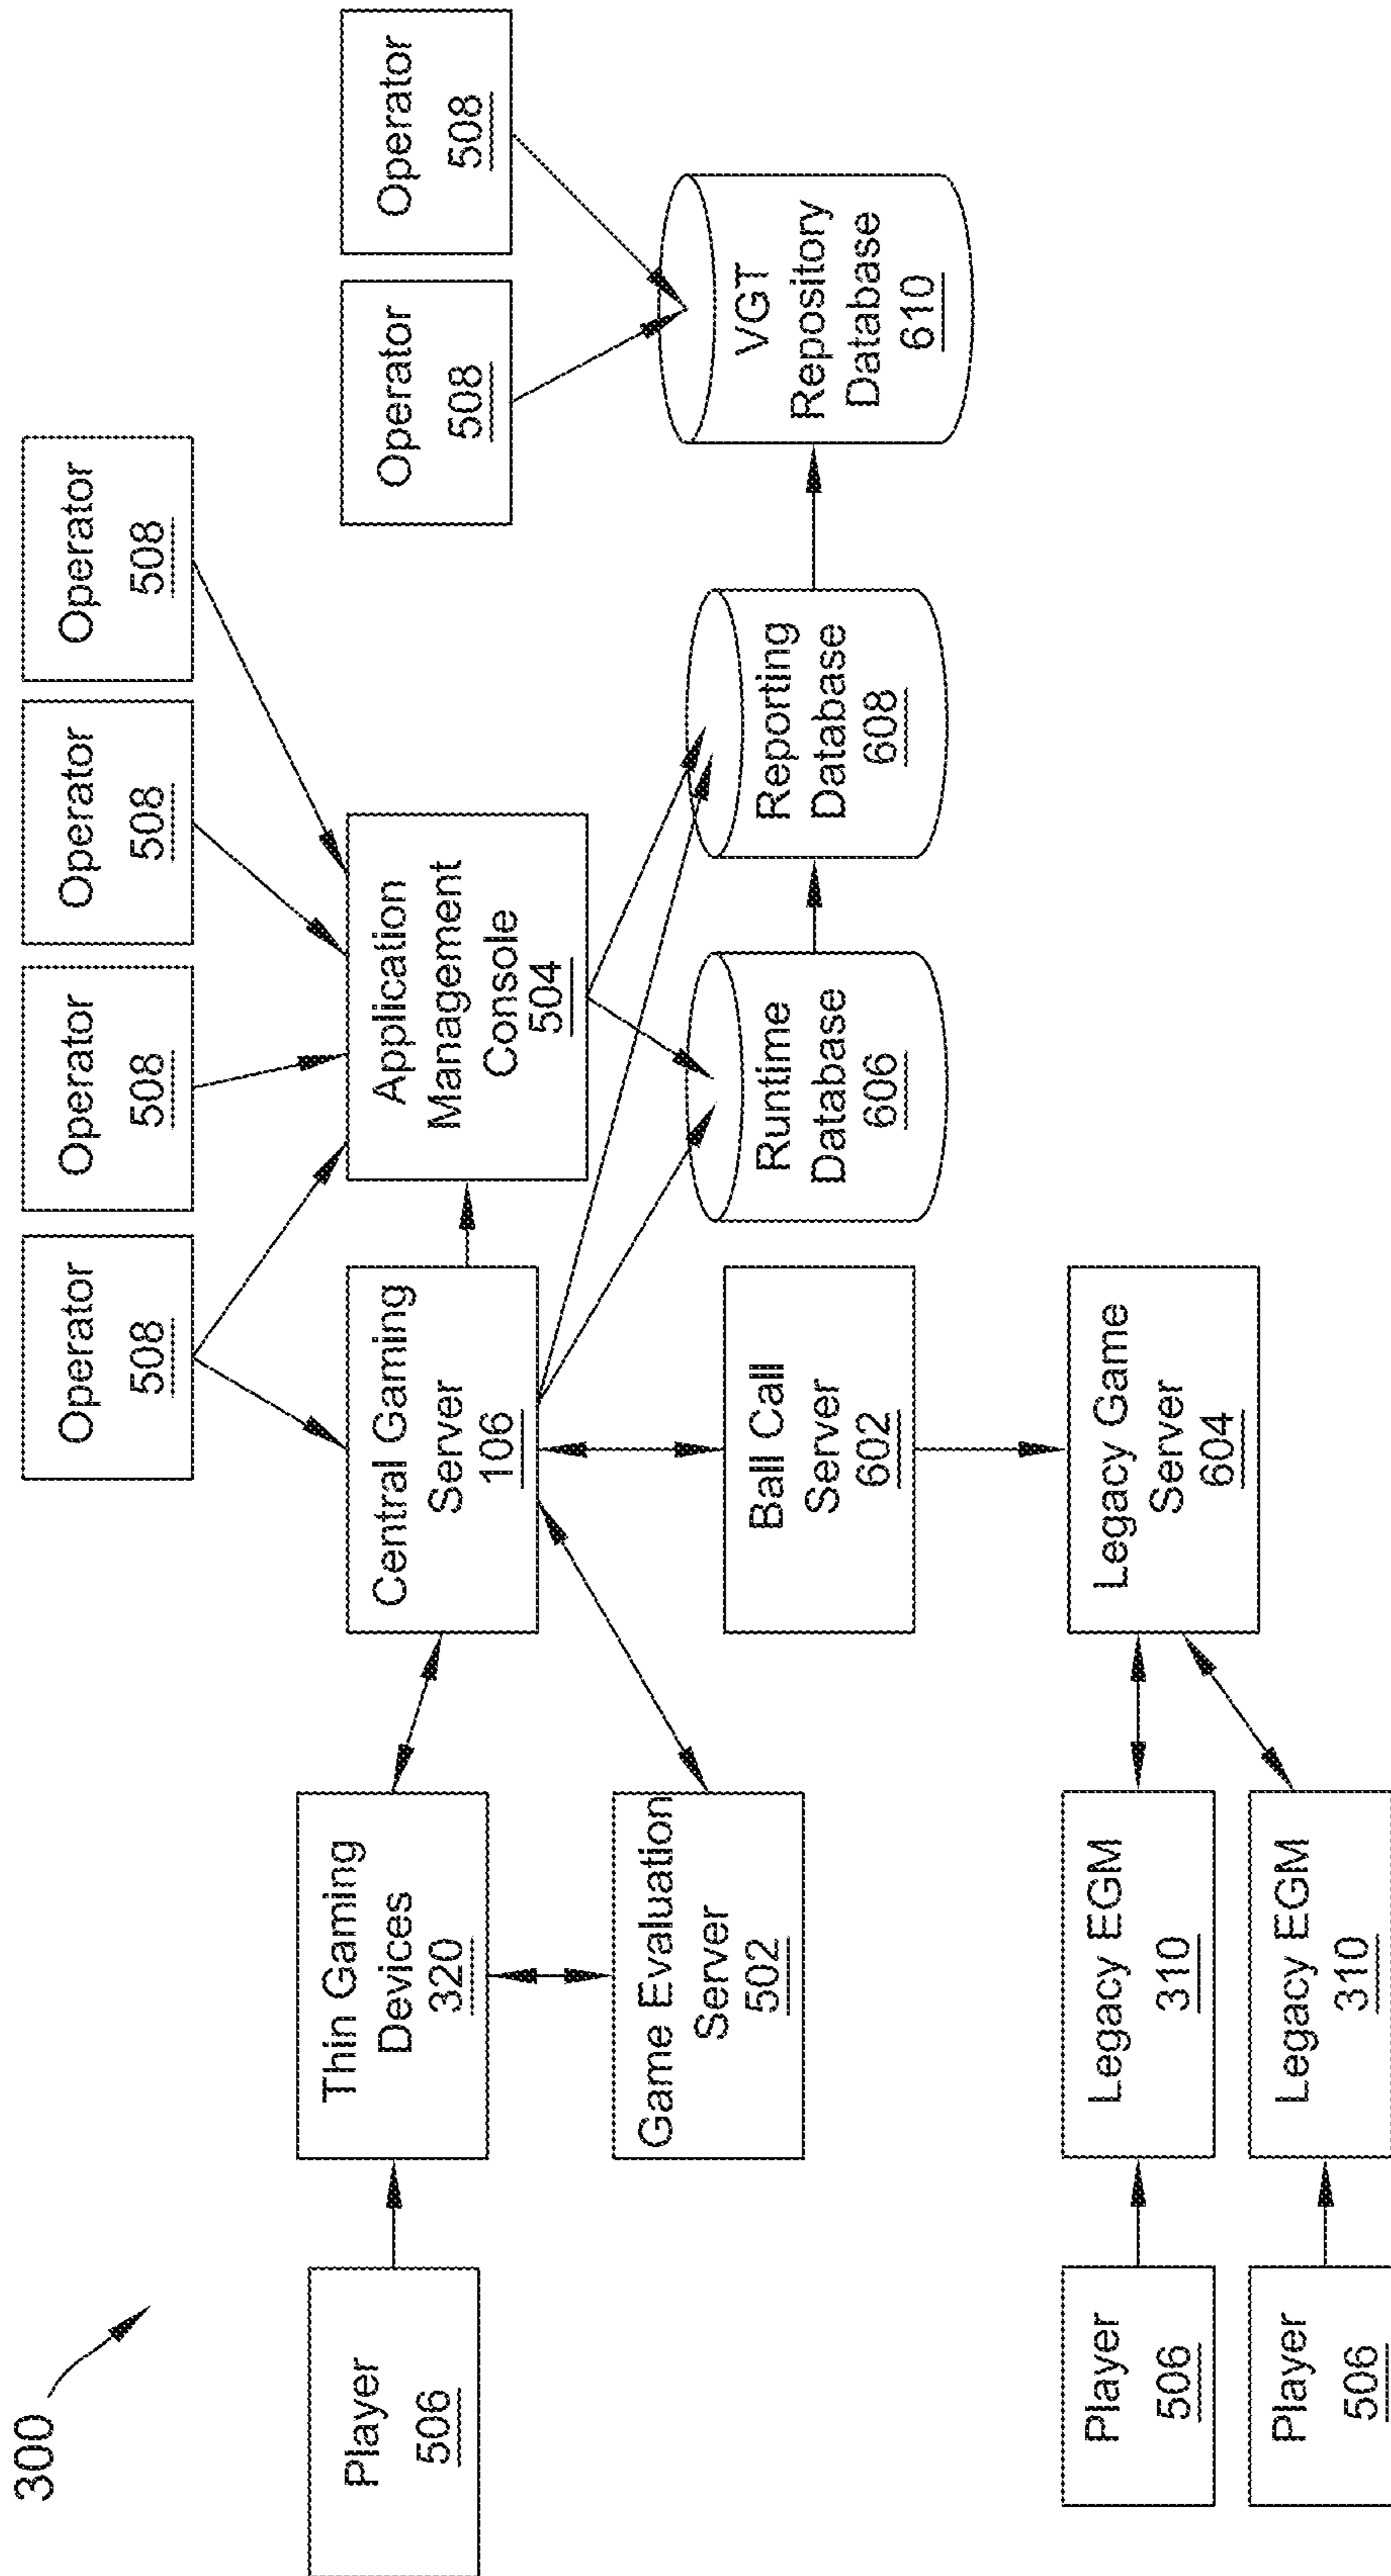 300
Operator
508
Operator
508
Operator
508
Operator
508
Operator
508
Operator
508
Player
506
Thin Gaming
Devices
320
Central Gaming
Server
106
Application
Management
Console
504
Game Evaluation
Server
502
Ball Call
Server
602
Runtime
Database
606
Reporting
Database
608
VGT
Repository
Database
610
Player
506
Legacy EGM
310
Legacy Game
Server
604
Player
506
Legacy EGM
310